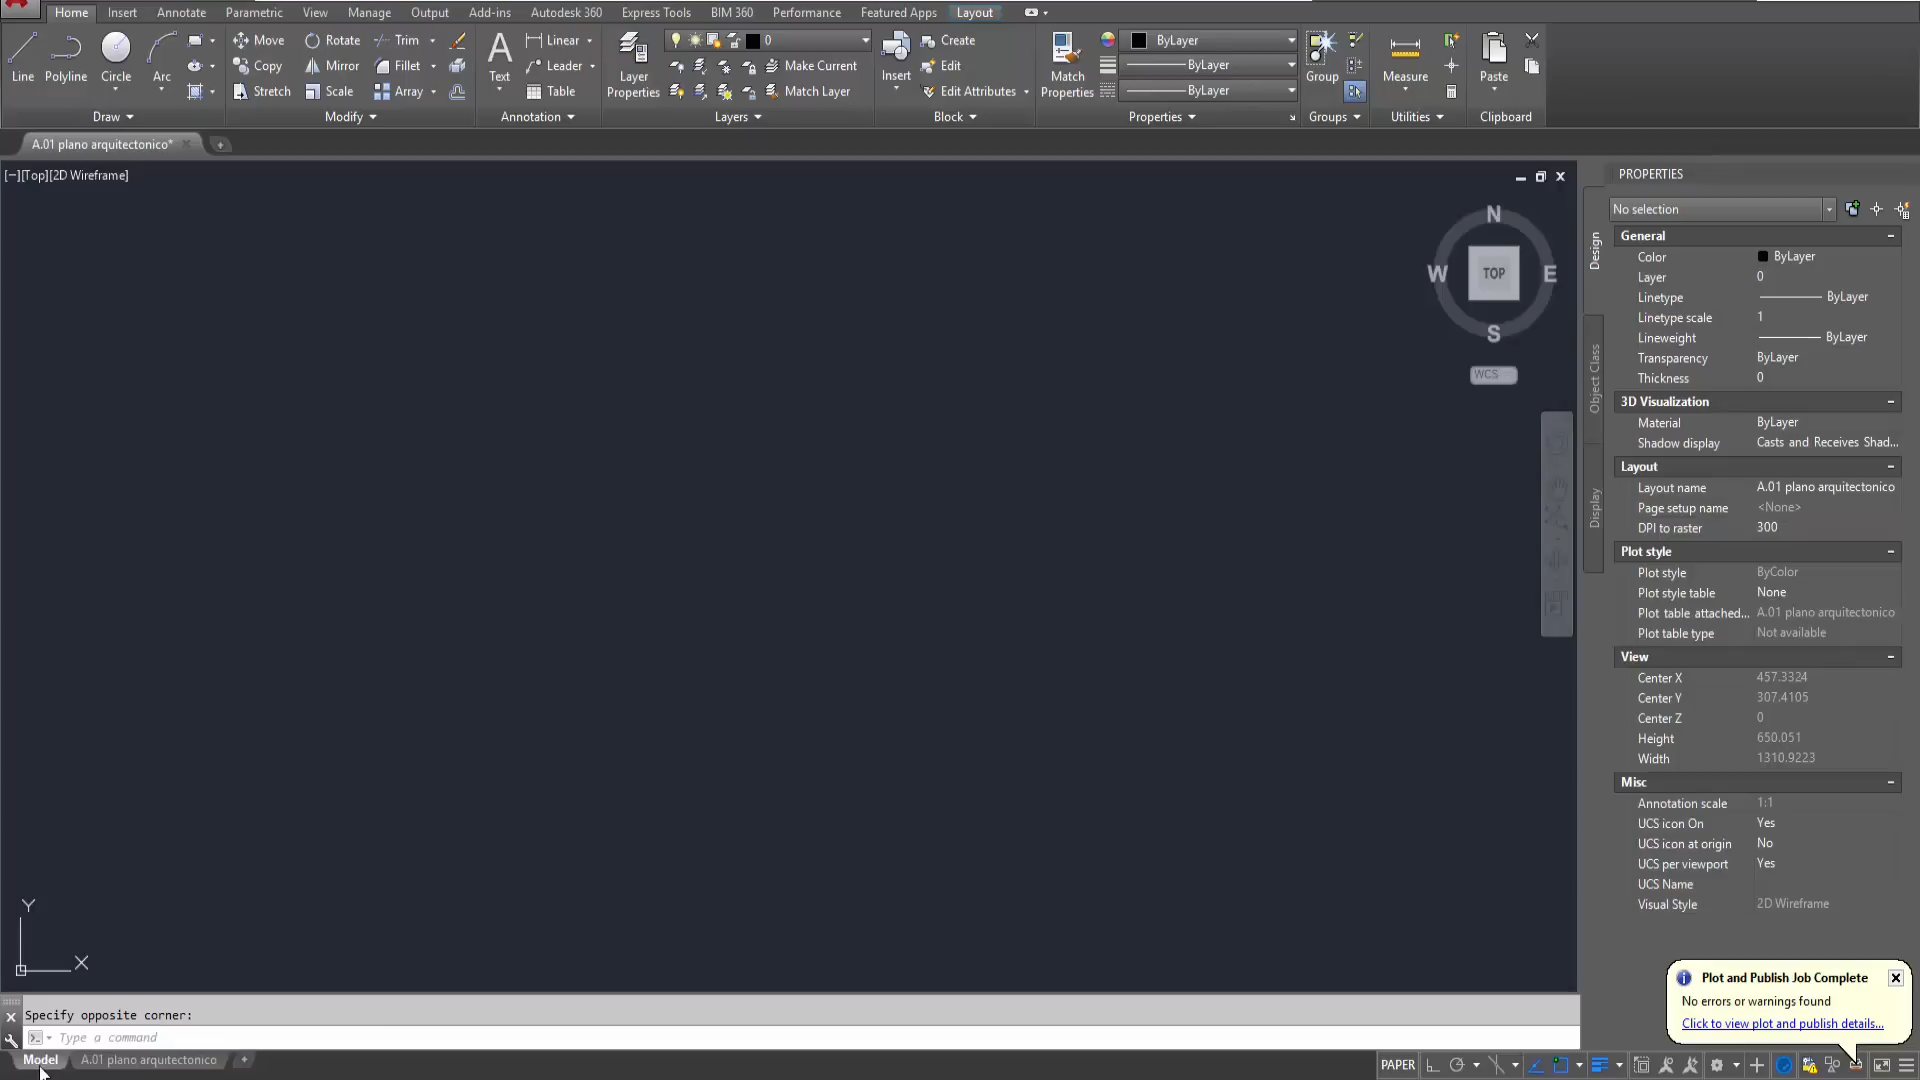 Home Insert Annotate Parametric View Manage Output Add-ins Autodesk 360 Express Tools BIM 360 Performance Featured Apps Layout
Line Polyline Circle Arc
Draw
Move Rotate Trim
Copy Mirror Fillet
Stretch Scale Array
Modify
Text
Linear
Leader
Table
Annotation
Layer
Properties
0
Make Current
Match Layer
Layers
Insert
Create
Edit
Edit Attributes
Block
Match
Properties
ByLayer
ByLayer
ByLayer
Properties
Group
Groups
Measure
Utilities
Paste
Clipboard
A.01 plano arquitectonico*
[−][Top][2D Wireframe]
N
W TOP E
S
WCS
Y
X
Design
Object Class
Display
PROPERTIES
No selection
General
Color ByLayer
Layer 0
Linetype ByLayer
Linetype scale 1
Lineweight ByLayer
Transparency ByLayer
Thickness 0
3D Visualization
Material ByLayer
Shadow display Casts and Receives Shad...
Layout
Layout name A.01 plano arquitectonico
Page setup name <None>
DPI to raster 300
Plot style
Plot style ByColor
Plot style table None
Plot table attached... A.01 plano arquitectonico
Plot table type Not available
View
Center X 457.3324
Center Y 307.4105
Center Z 0
Height 650.051
Width 1310.9223
Misc
Annotation scale 1:1
UCS icon On Yes
UCS icon at origin No
UCS per viewport Yes
UCS Name
Visual Style 2D Wireframe
Plot and Publish Job Complete
No errors or warnings found
Click to view plot and publish details...
Specify opposite corner:
Type a command
Model A.01 plano arquitectonico +
PAPER